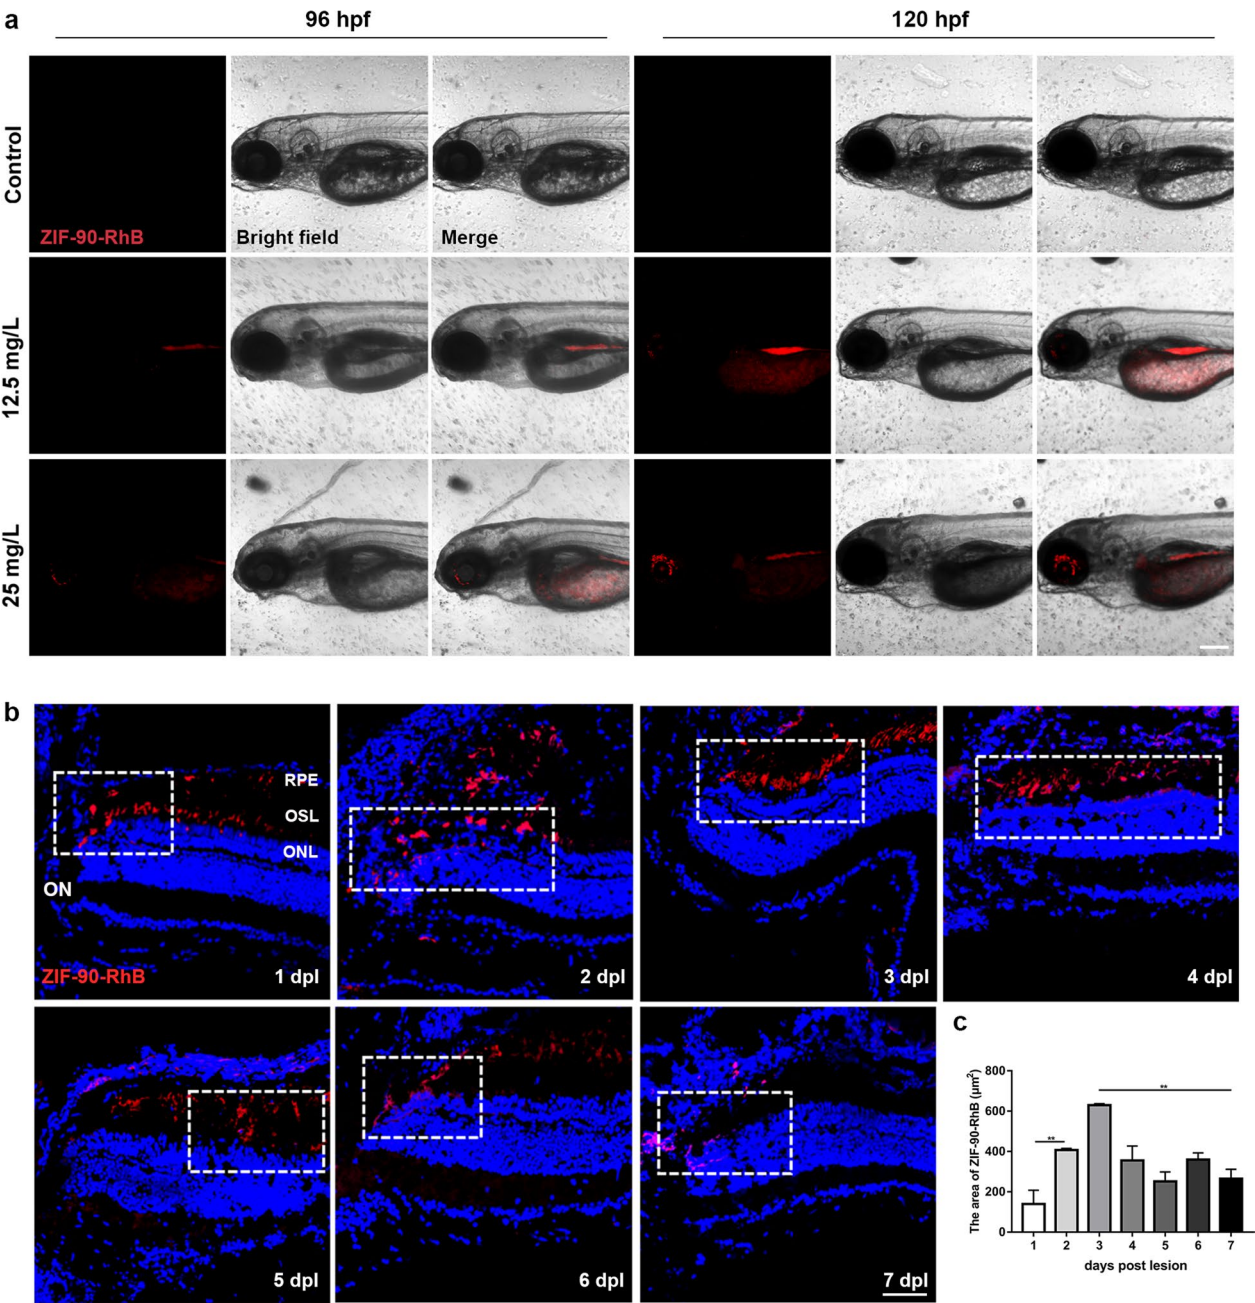 a
96 hpf
120 hpf
Control
ZIF-90-RhB
Bright field
Merge
12.5 mg/L
25 mg/L
b
RPE
OSL
ONL
ON
ZIF-90-RhB
1 dpl
2 dpl
3 dpl
4 dpl
5 dpl
6 dpl
7 dpl
c
The area of ZIF-90-RhB (μm²)
800
600
400
200
0
**
**
1 2 3 4 5 6 7
days post lesion